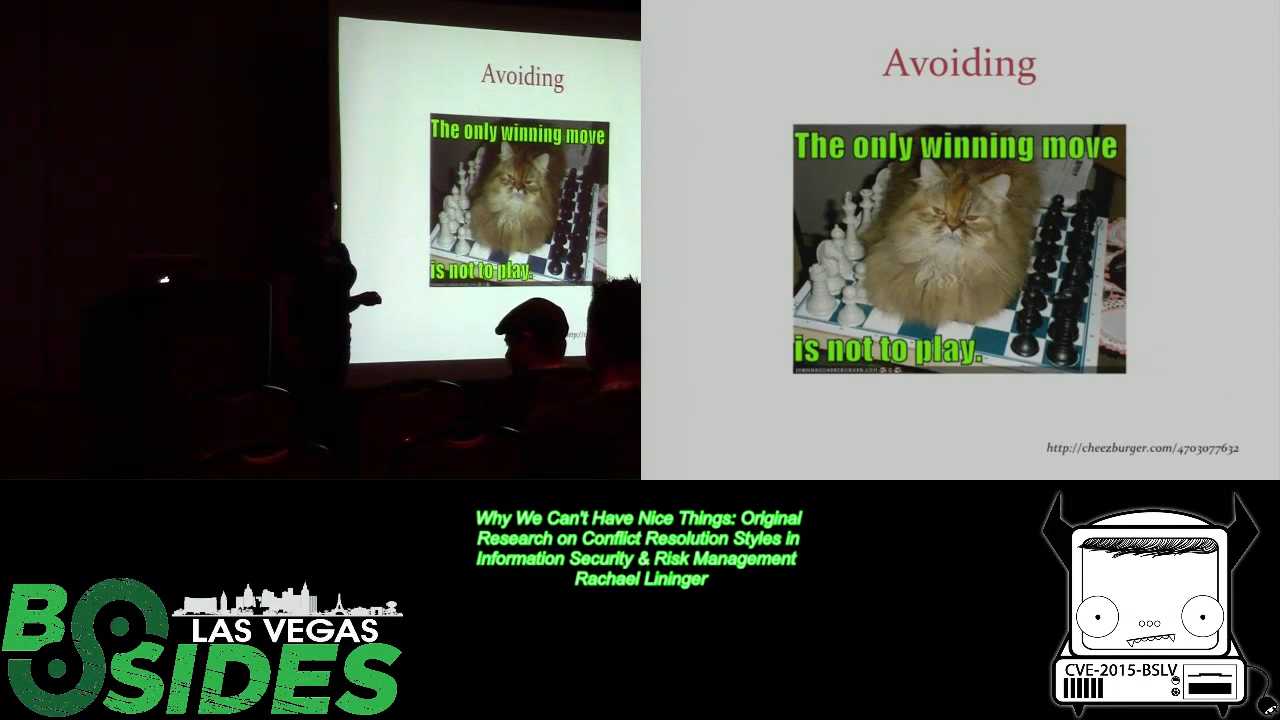 Avoiding
The only winning move
is not to play.
Avoiding
The only winning move
is not to play.
http://cheezburger.com/4703077632
Why We Can't Have Nice Things: Original
Research on Conflict Resolution Styles in
Information Security & Risk Management
Rachael Lininger
BSIDES
LAS VEGAS
CVE-2015-BSLV